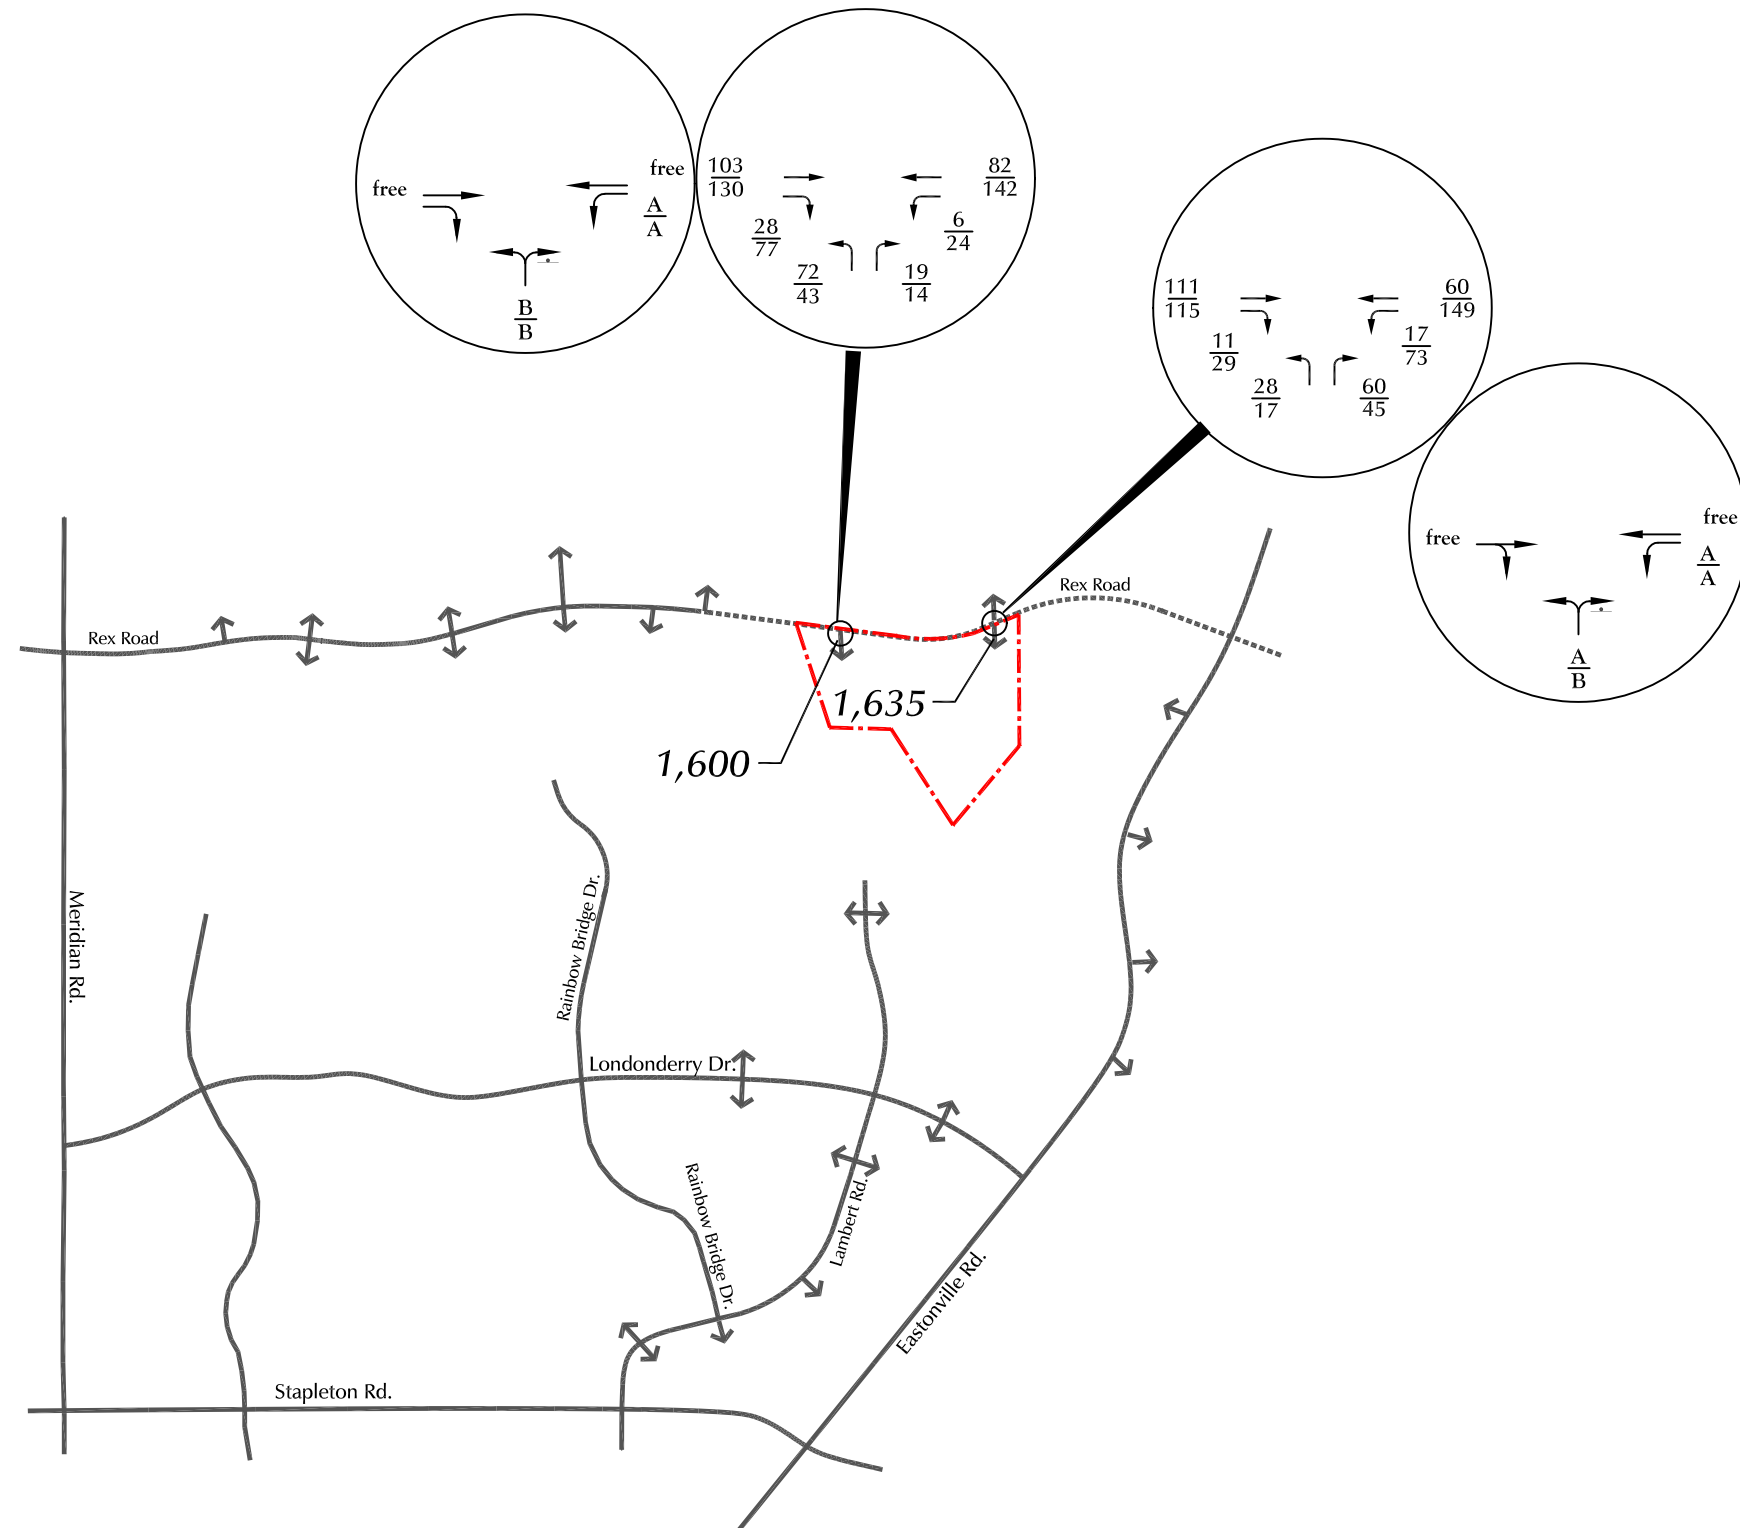 free
free
A
A
B
B
103
130
82
142
28
77
6
24
72
43
19
14
111
115
60
149
11
29
17
73
28
17
60
45
free
free
A
A
A
B
Rex Road
Rex Road
1,635
1,600
Meridian Rd.
Rainbow Bridge Dr.
Londonderry Dr.
Rainbow Bridge Dr.
Lambert Rd.
Eastonville Rd.
Stapleton Rd.